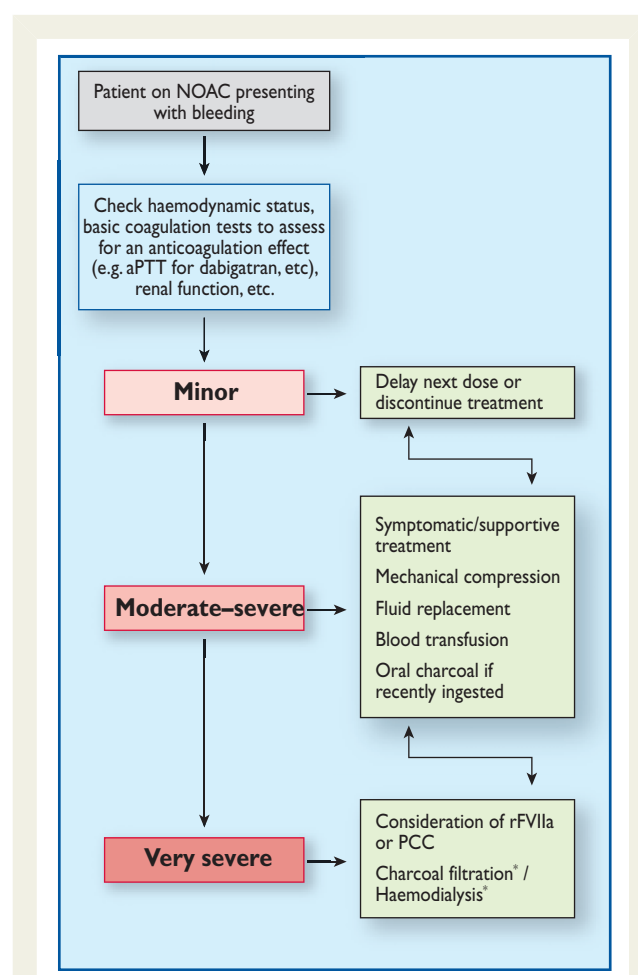 Patient on NOAC presenting
with bleeding
Check haemodynamic status,
basic coagulation tests to assess
for an anticoagulation effect
(e.g. aPTT for dabigatran, etc),
renal function, etc.
Minor
Delay next dose or
discontinue treatment
Moderate–severe
Symptomatic/supportive
treatment
Mechanical compression
Fluid replacement
Blood transfusion
Oral charcoal if
recently ingested
Very severe
Consideration of rFVIIa
or PCC
Charcoal filtration* /
Haemodialysis*